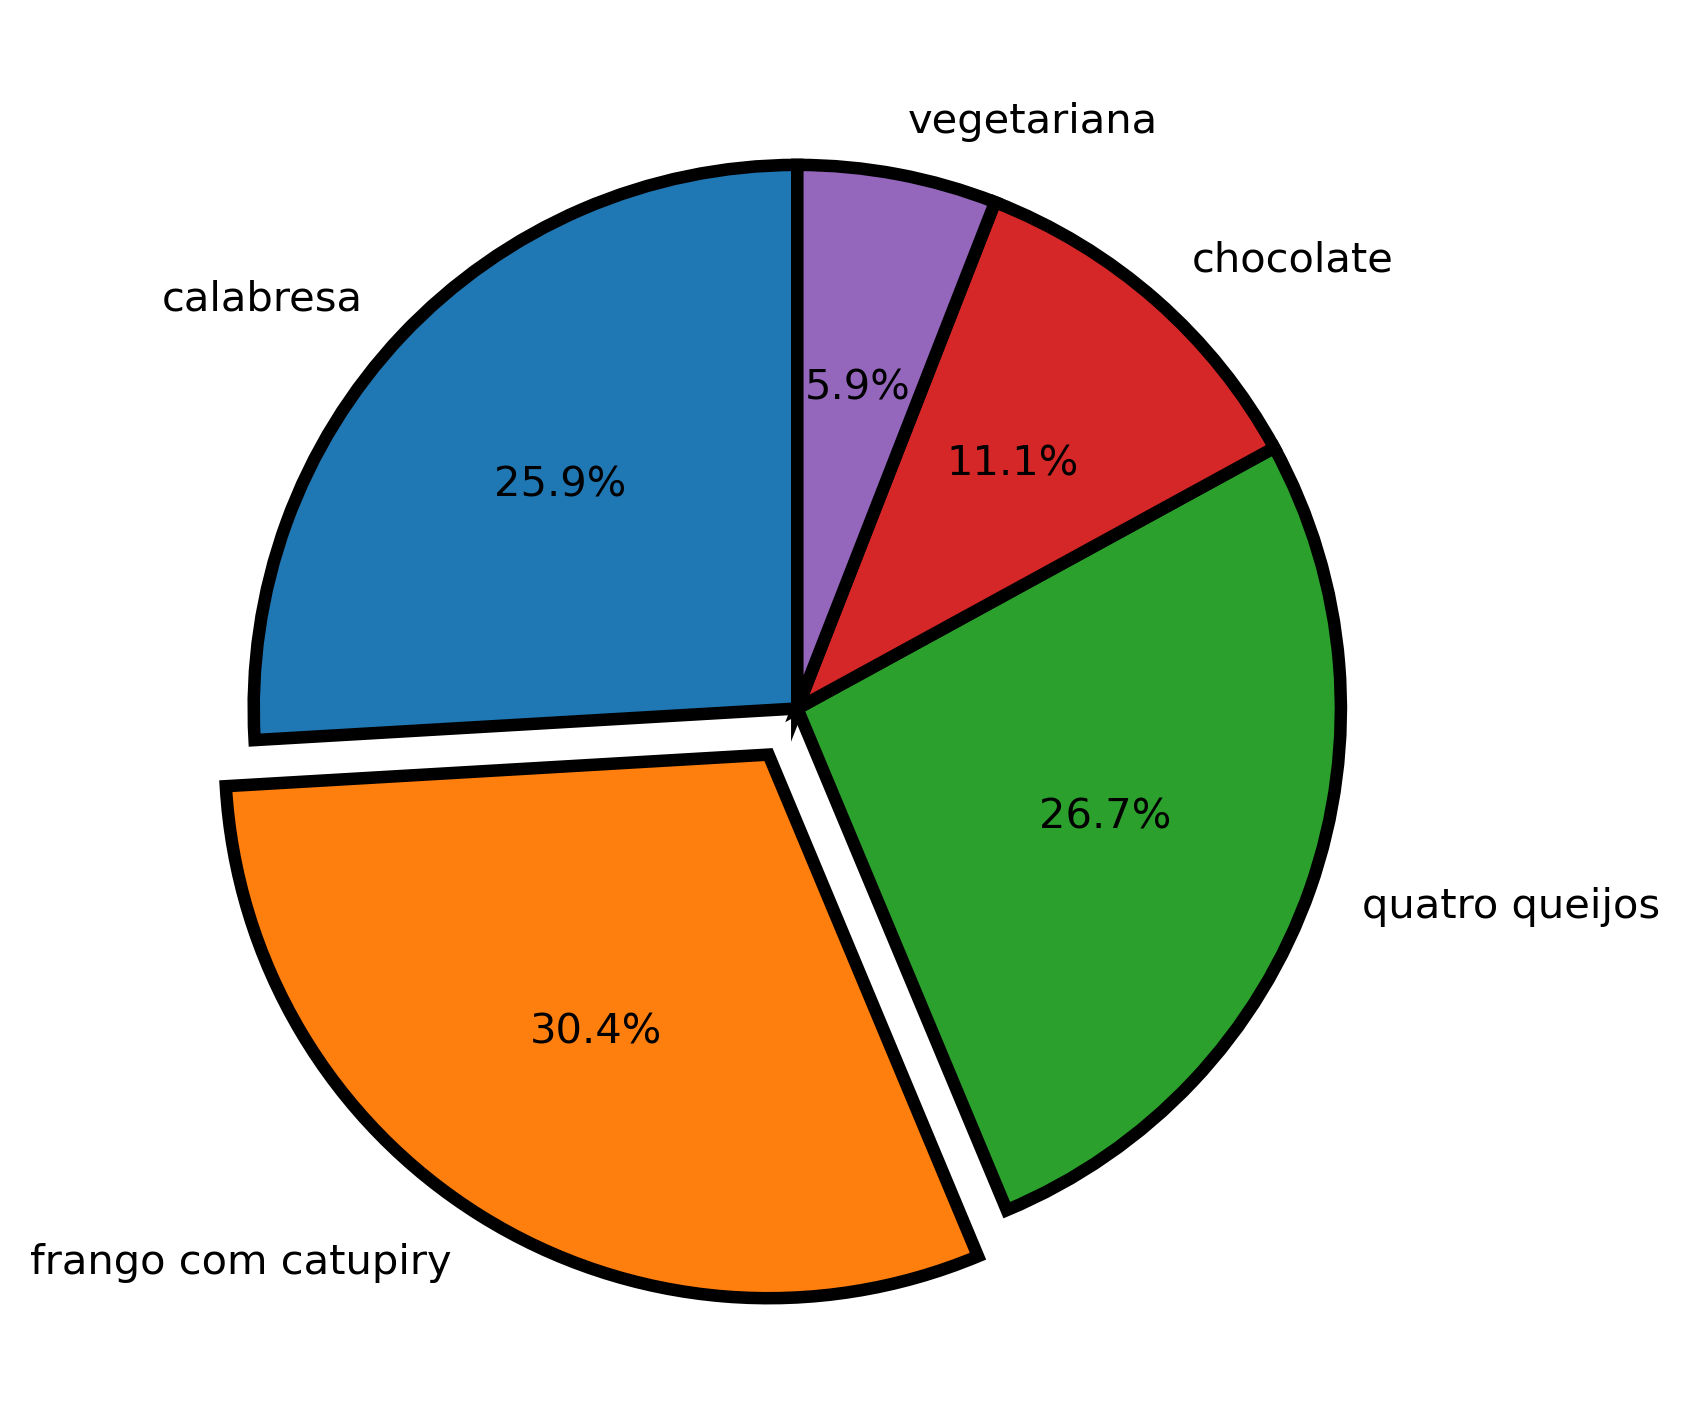 vegetariana
chocolate
calabresa
5.9%
11.1%
25.9%
26.7%
quatro queijos
30.4%
frango com catupiry